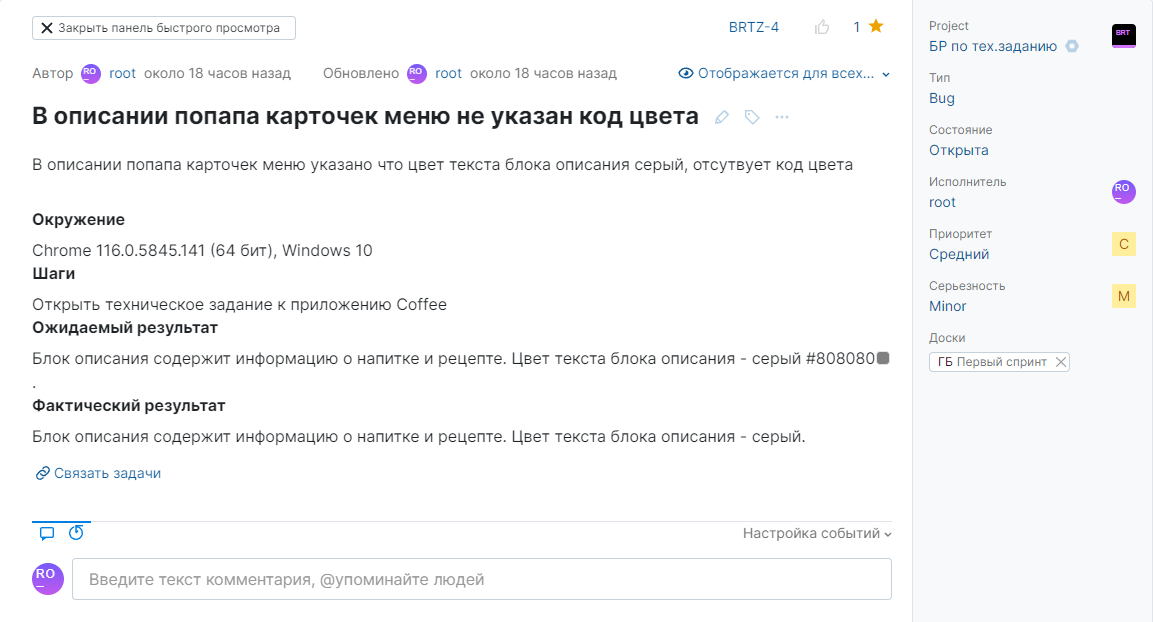 Закрыть панель быстрого просмотра
BRTZ-4
1
Автор RO root около 18 часов назад Обновлено RO root около 18 часов назад Отображается для всех...
В описании попапа карточек меню не указан код цвета
В описании попапа карточек меню указано что цвет текста блока описания серый, отсутвует код цвета
Окружение
Chrome 116.0.5845.141 (64 бит), Windows 10
Шаги
Открыть техническое задание к приложению Coffee
Ожидаемый результат
Блок описания содержит информацию о напитке и рецепте. Цвет текста блока описания - серый #808080
.
Фактический результат
Блок описания содержит информацию о напитке и рецепте. Цвет текста блока описания - серый.
Связать задачи
Настройка событий
RO
Введите текст комментария, @упоминайте людей
Project
БР по тех.заданию
BRT
Тип
Bug
Состояние
Открыта
Исполнитель
root
RO
Приоритет
Средний
С
Серьезность
Minor
M
Доски
ГБ Первый спринт